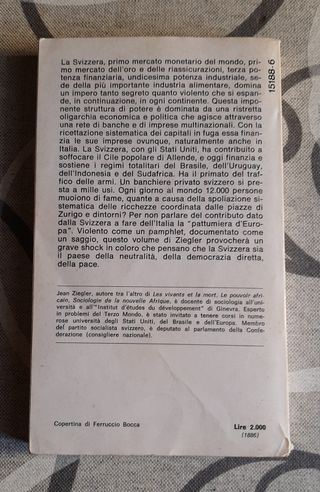 La Svizzera, primo mercato monetario del mondo, pri-
mo mercato dell'oro e delle riassicurazioni, terza po-
tenza finanziaria, undicesima potenza industriale, se-
de della più importante industria alimentare, domina
un impero tanto segreto quanto violento che si espan-
de, in continuazione, in ogni continente. Questa impo-
nente struttura di potere è dominata da una ristretta
oligarchia economica e politica che agisce attraverso
una rete di banche e di imprese multinazionali. Con la
ricettazione sistematica dei capitali in fuga essa finan-
zia le sue imprese ovunque, naturalmente anche in
Italia. La Svizzera, con gli Stati Uniti, ha contribuito a
soffocare il Cile popolare di Allende, e oggi finanzia o
sostiene i regimi totalitari del Brasile, dell'Uruguay,
dell'Indonesia e del Sudafrica. Ha il primato del traf-
fico delle armi. Un banchiere privato svizzero si pre-
sta a mille usi. Ogni giorno al mondo 12.000 persone
muoiono di fame, quante a causa della spoliazione si-
stematica delle ricchezze coordinata dalle piazze di
Zurigo e dintorni? Per non parlare del contributo dato
dalla Svizzera a fare dell'Italia la "pattumiera d'Euro-
pa". Violento come un pamphlet, documentato come
un saggio, questo volume di Ziegler provocherà un
grave shock in coloro che pensano che la Svizzera sia
il paese della neutralità, della democrazia diretta,
della pace.
15188-6
Jean Ziegler, autore tra l'altro di Les vivants et la mort. Le pouvoir afri-
cain, Sociologie de la nouvelle Afrique, è docente di sociologia all'uni-
versità e all'"Institut d'études du développement" di Ginevra. Esperto
in problemi del Terzo Mondo, è stato invitato a tenere corsi in nume-
rose università degli Stati Uniti, del Brasile e dell'Europa. Membro
del partito socialista svizzero, è deputato al parlamento della Confe-
derazione (consigliere nazionale).
Copertina di Ferruccio Bocca
Lire 2.000
(1886)